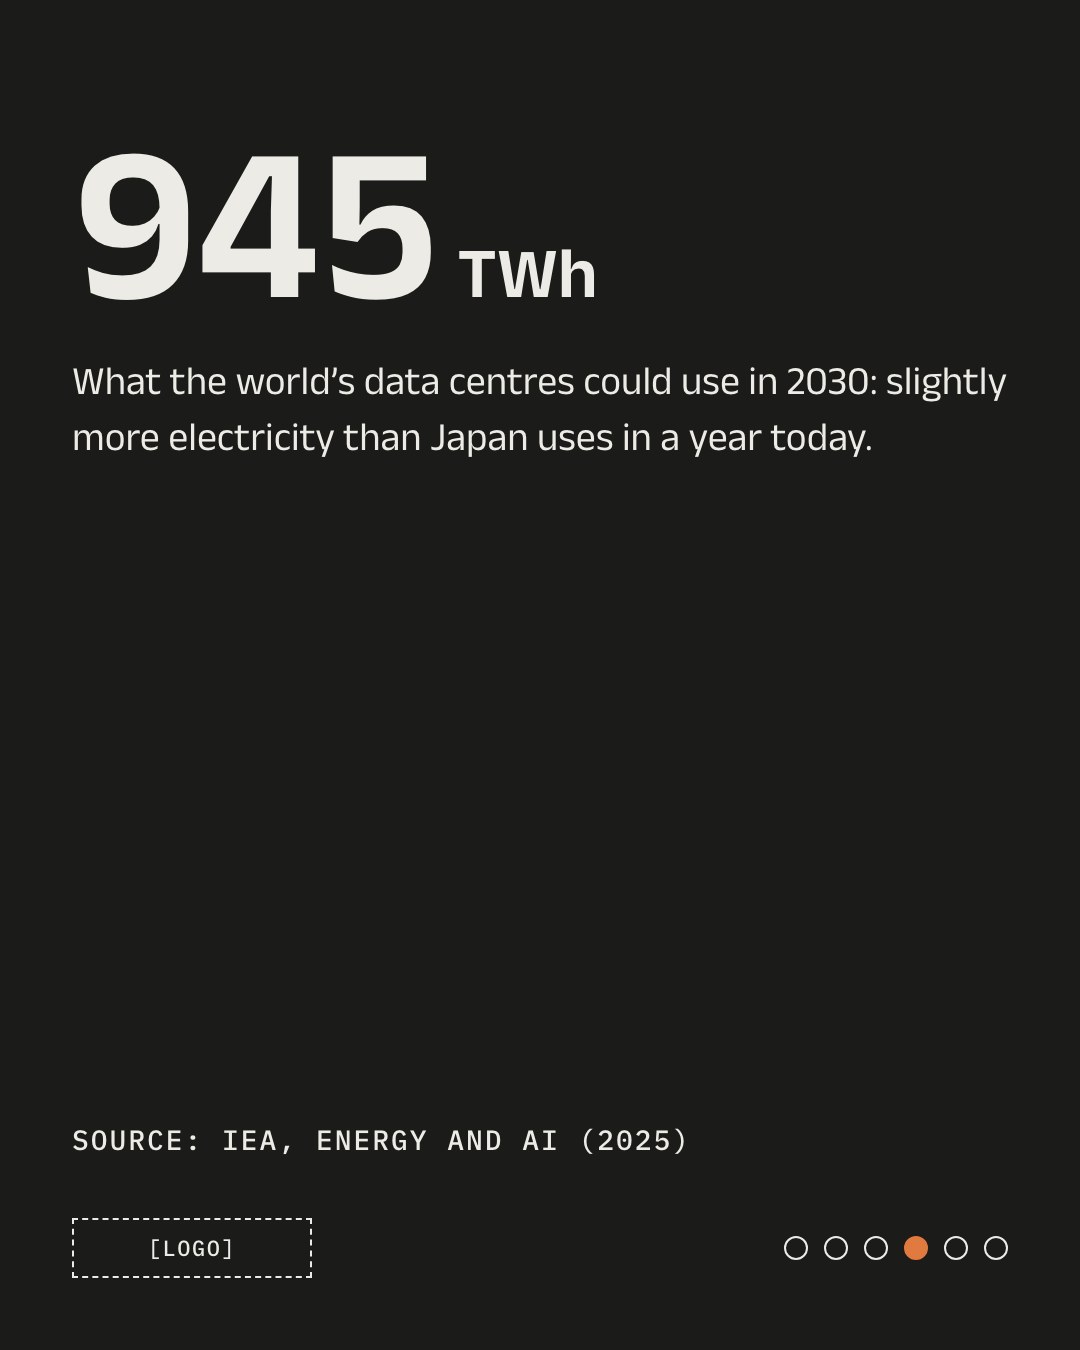 945 TWh
What the world’s data centres could use in 2030: slightly
more electricity than Japan uses in a year today.
SOURCE: IEA, ENERGY AND AI (2025)
[LOGO]